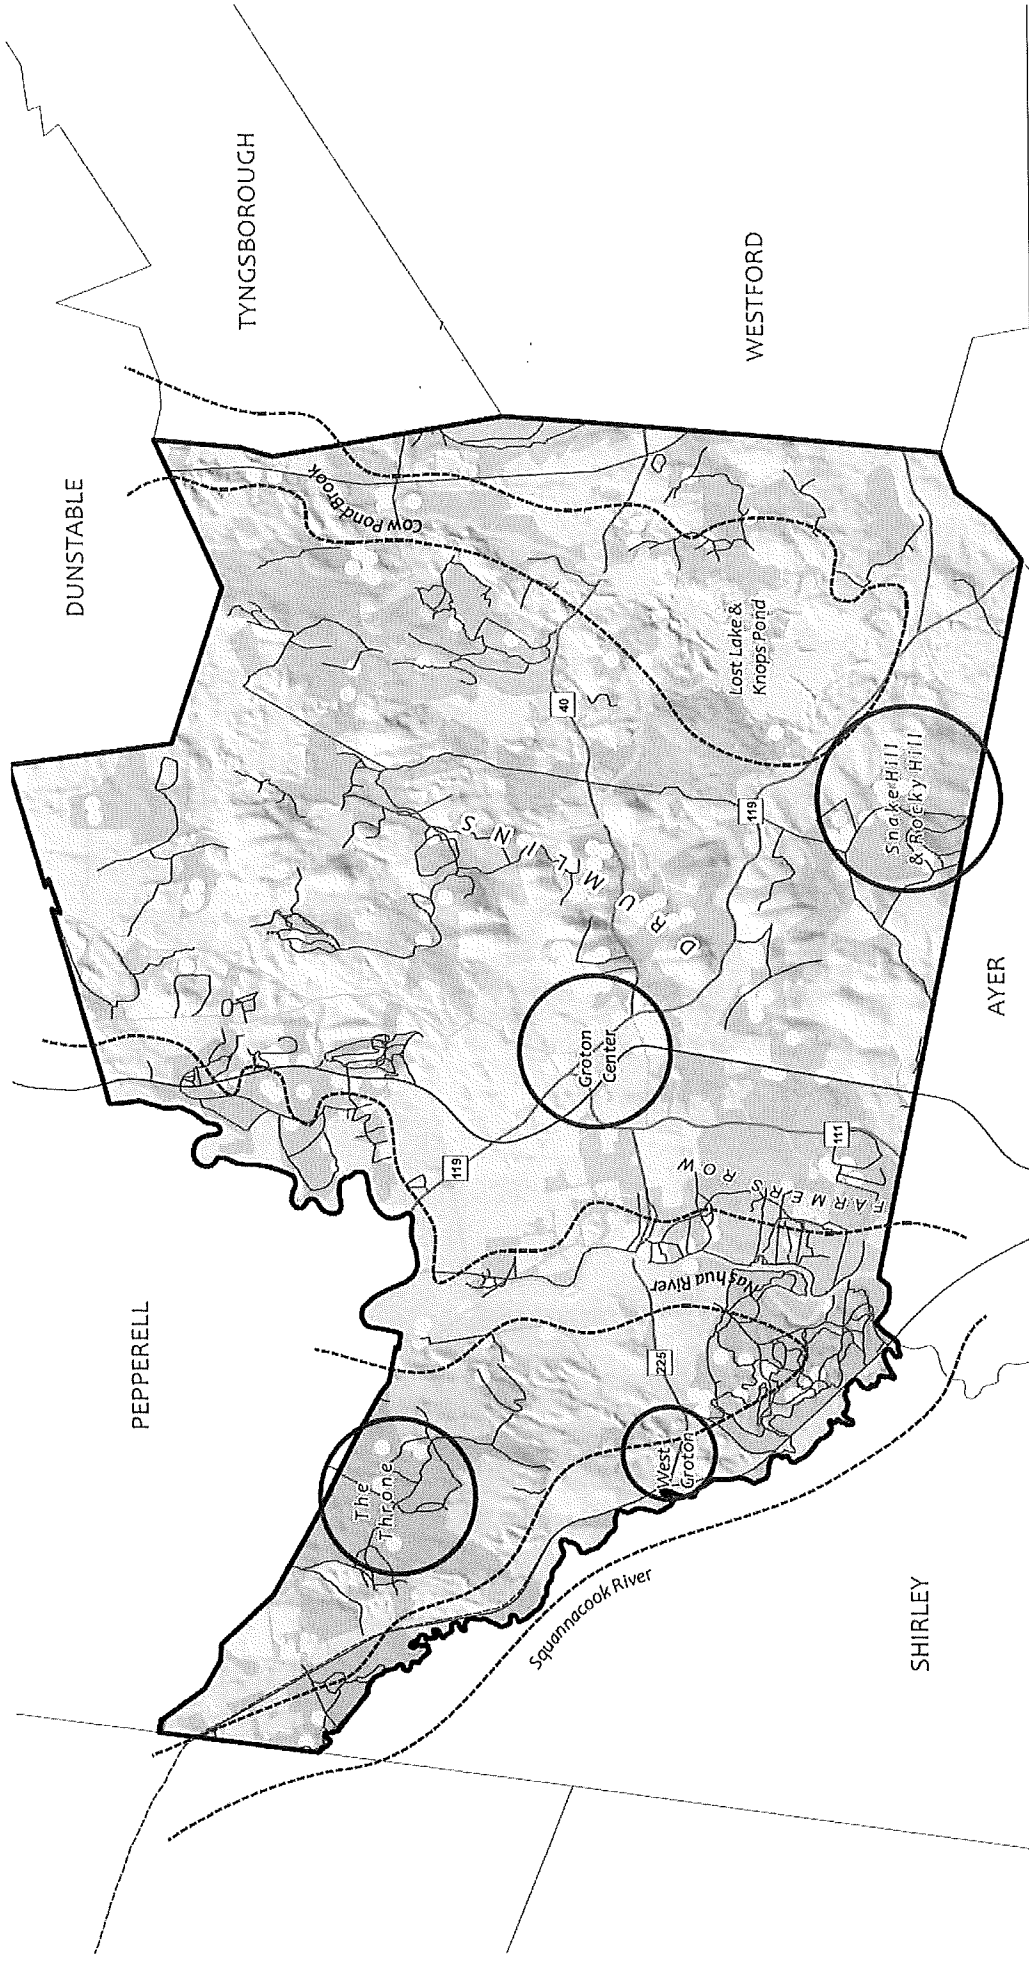 DUNSTABLE
TYNGSBOROUGH
PEPPERELL
WESTFORD
Cow Pond Brook
The
Throne
119
40
DRUMLINS
Groton
Center
Lost Lake &
Knops Pond
Squannacook River
West
Groton
225
Nashua River
FARMERS
ROW
119
111
Snake Hill
& Rocky Hill
SHIRLEY
AYER